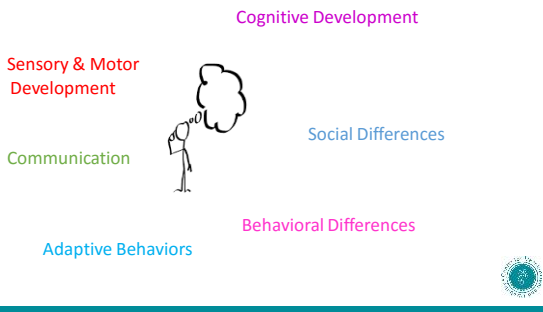 Cognitive Development
Sensory & Motor
Development
Social Differences
Communication
Behavioral Differences
Adaptive Behaviors